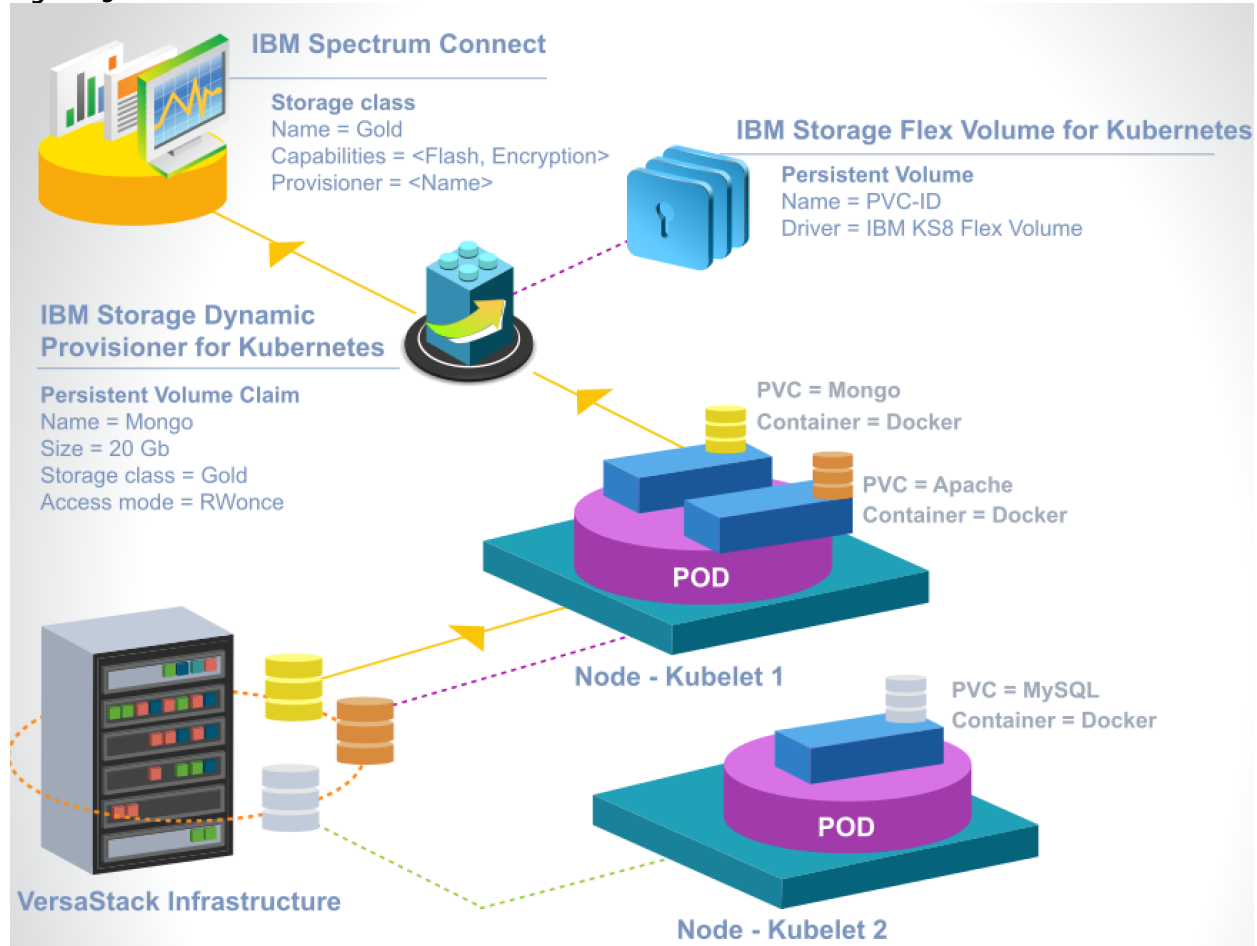 IBM Spectrum Connect
Storage class
Name = Gold
Capabilities = <Flash, Encryption>
Provisioner = <Name>
IBM Storage Flex Volume for Kubernetes
Persistent Volume
Name = PVC-ID
Driver = IBM KS8 Flex Volume
IBM Storage Dynamic
Provisioner for Kubernetes
Persistent Volume Claim
Name = Mongo
Size = 20 Gb
Storage class = Gold
Access mode = RWonce
PVC = Mongo
Container = Docker
PVC = Apache
Container = Docker
POD
Node - Kubelet 1
PVC = MySQL
Container = Docker
POD
VersaStack Infrastructure
Node - Kubelet 2